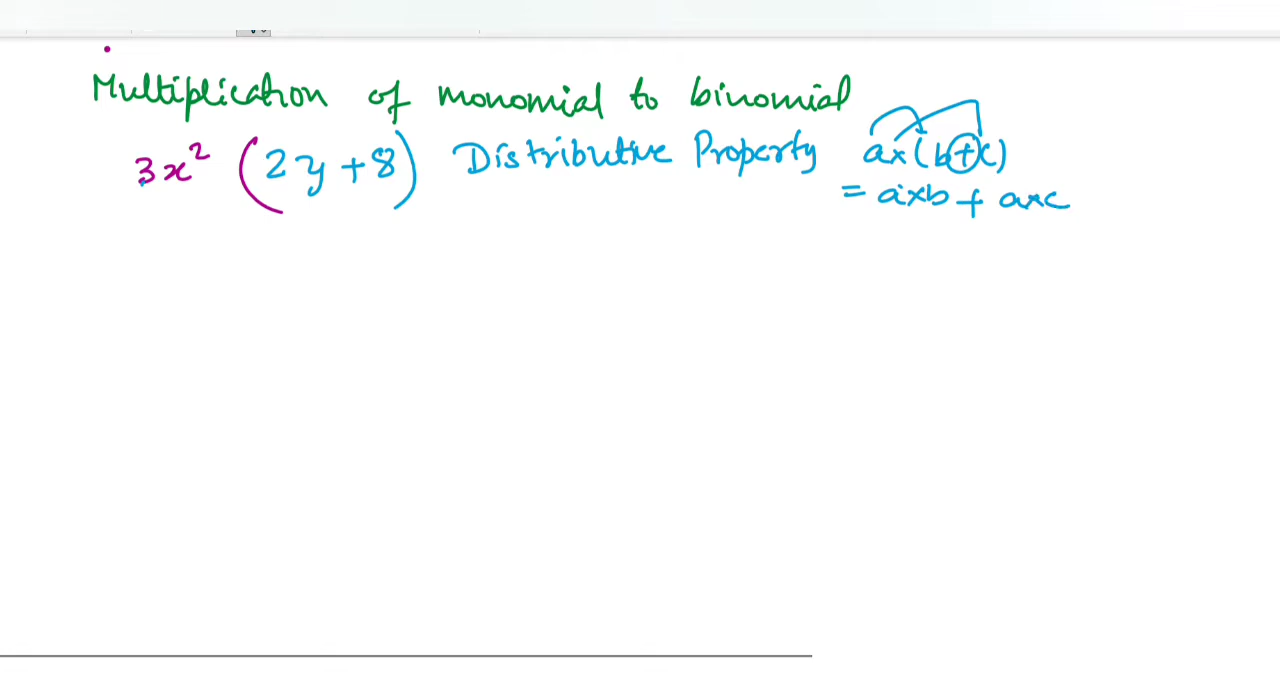 Multiplication of monomial to binomial
3x² (2y+8) Distributive Property a×(b+c)
= a×b + a×c